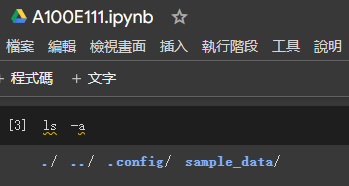 A100E111.ipynb
檔案 編輯 檢視畫面 插入 執行階段 工具 說明
+ 程式碼 + 文字
[3] ls -a
./ ../ .config/ sample_data/